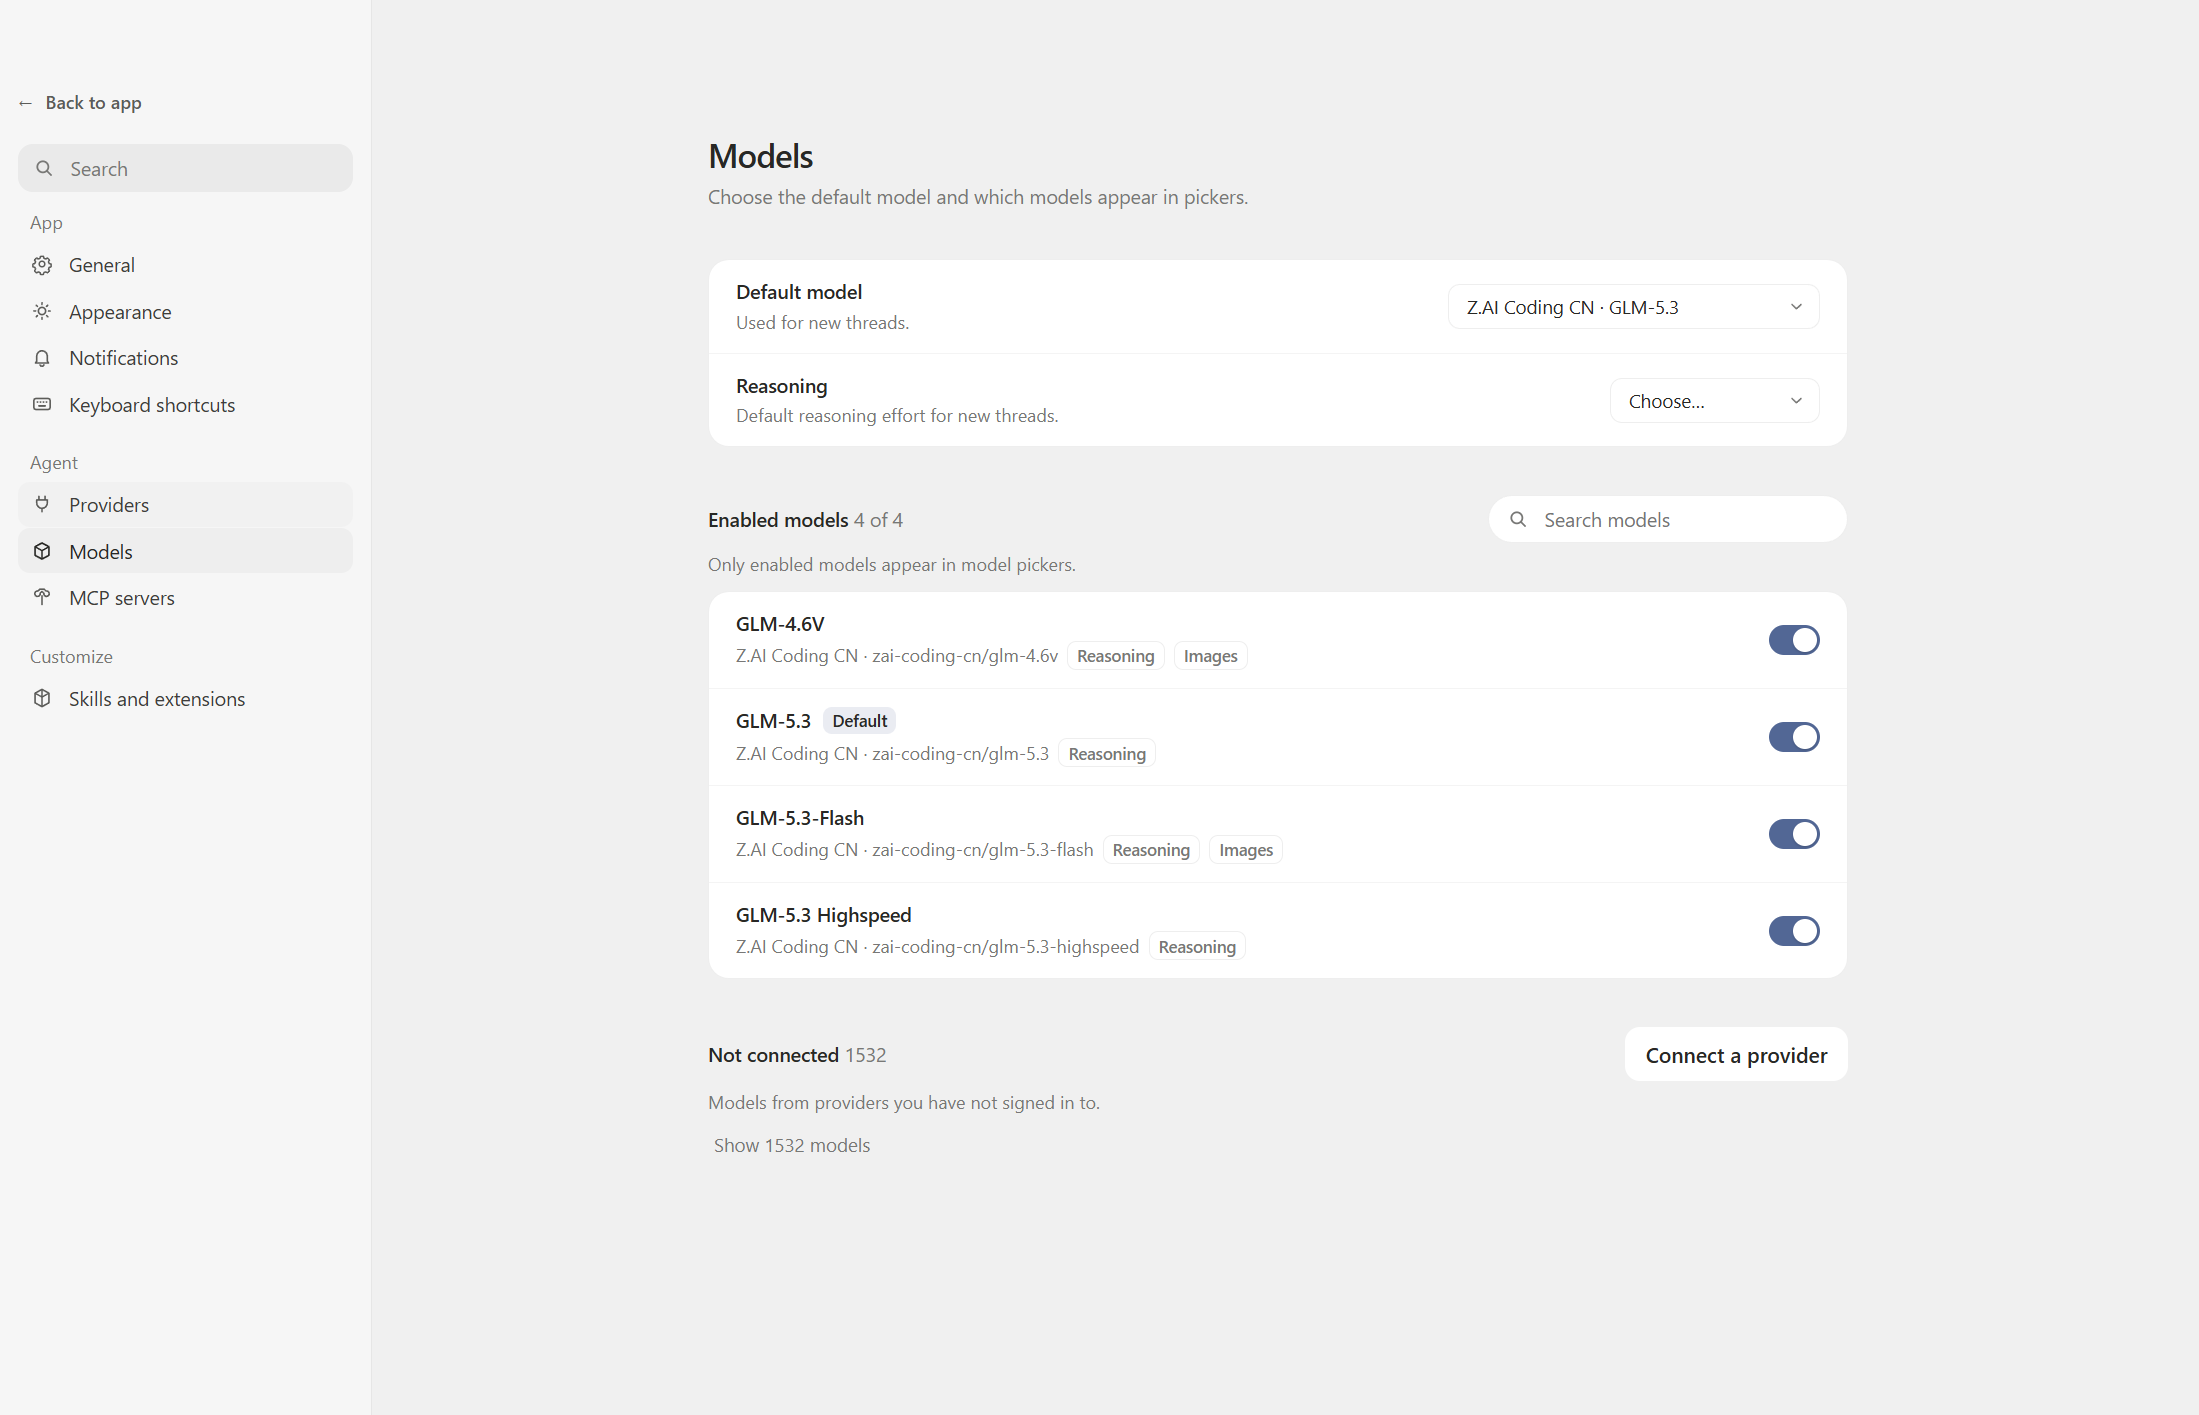 ← Back to app
Search
App
General
Appearance
Notifications
Keyboard shortcuts
Agent
Providers
Models
MCP servers
Customize
Skills and extensions
Models
Choose the default model and which models appear in pickers.
Default model
Used for new threads.
Z.AI Coding CN · GLM-5.3
Reasoning
Default reasoning effort for new threads.
Choose...
Enabled models 4 of 4
Search models
Only enabled models appear in model pickers.
GLM-4.6V
Z.AI Coding CN · zai-coding-cn/glm-4.6v Reasoning Images
GLM-5.3 Default
Z.AI Coding CN · zai-coding-cn/glm-5.3 Reasoning
GLM-5.3-Flash
Z.AI Coding CN · zai-coding-cn/glm-5.3-flash Reasoning Images
GLM-5.3 Highspeed
Z.AI Coding CN · zai-coding-cn/glm-5.3-highspeed Reasoning
Not connected 1532
Connect a provider
Models from providers you have not signed in to.
Show 1532 models